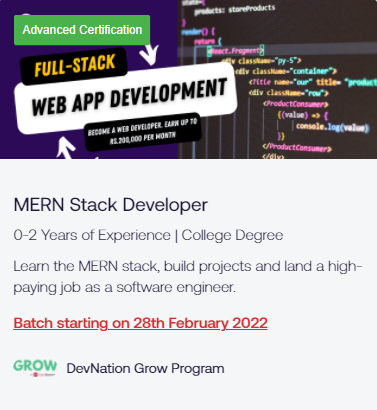 Advanced Certification
state={
products: storeProducts
};
render() {
return (
<React.Fragment>
<div className="py-5">
<div className="container">
<Title name="our" title= "product
<div className="row">
<ProductConsumer>
{(value) => {
console.log(value)
}}
</ProductConsumer>
</div>
FULL-STACK
WEB APP DEVELOPMENT
BECOME A WEB DEVELOPER. EARN UP TO
RS.200,000 PER MONTH
MERN Stack Developer
0-2 Years of Experience | College Degree
Learn the MERN stack, build projects and land a high-
paying job as a software engineer.
Batch starting on 28th February 2022
GROW
DevNation Grow Program